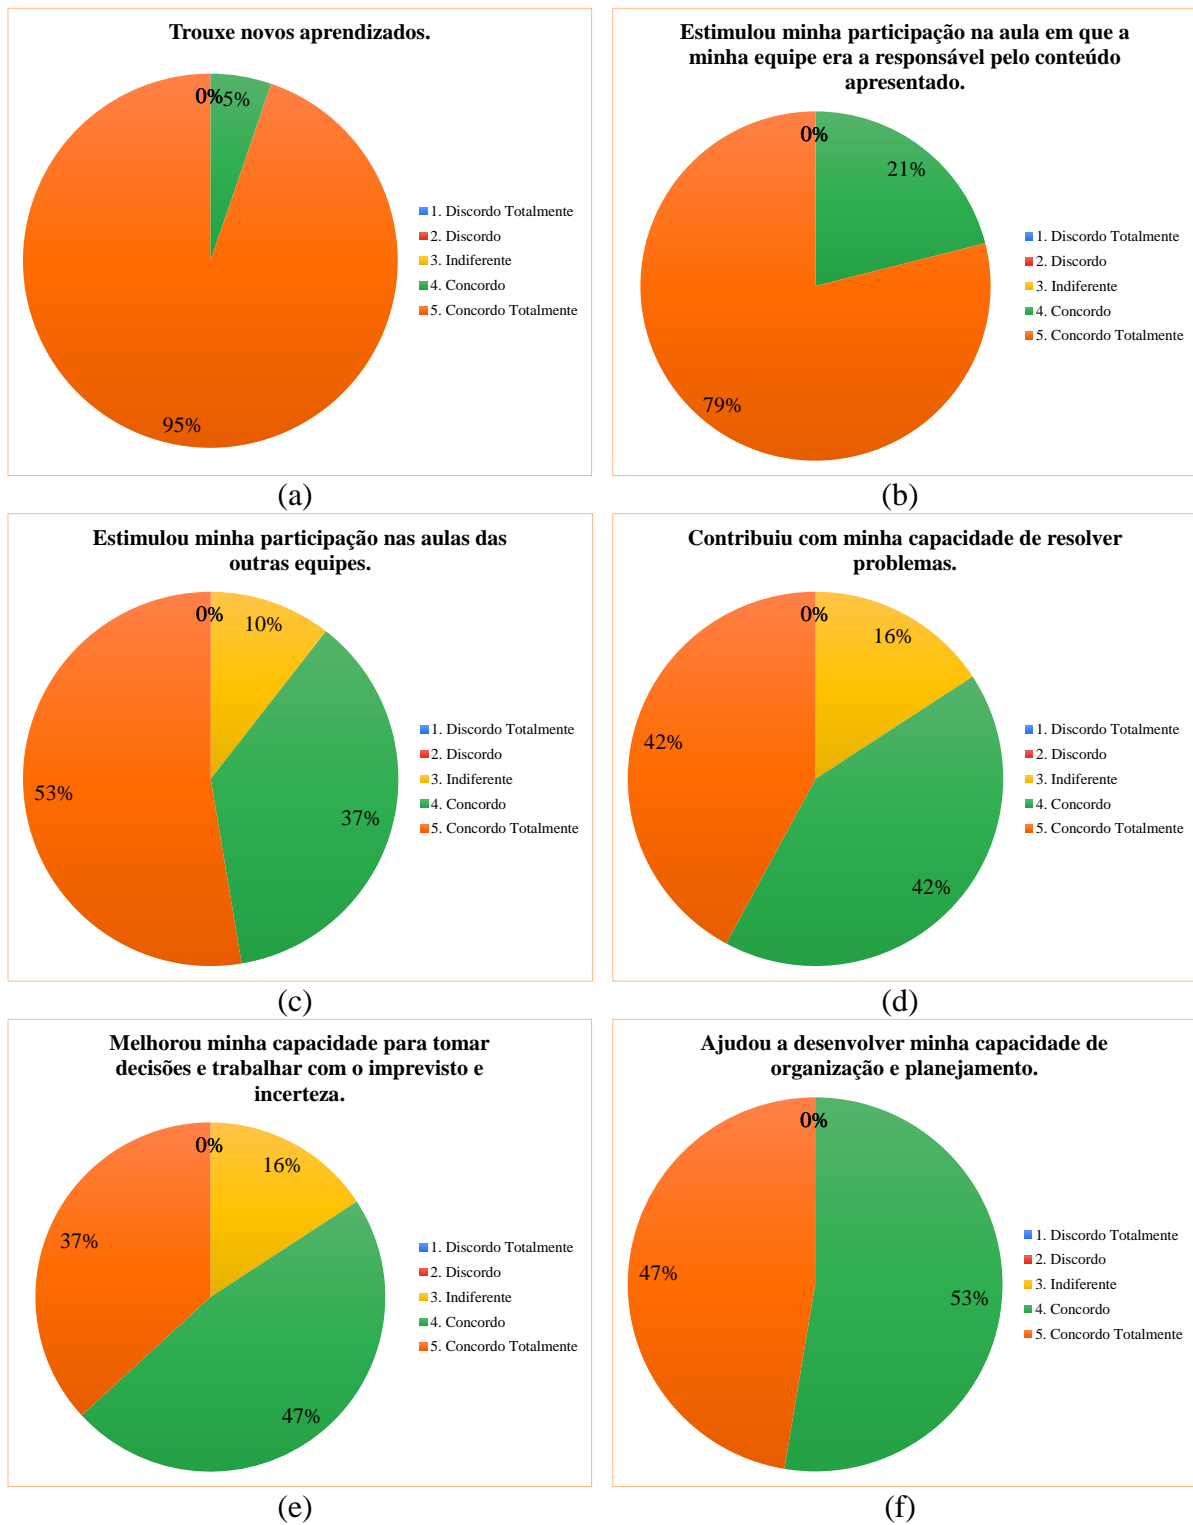 Trouxe novos aprendizados.
0%
5%
95%
1. Discordo Totalmente
2. Discordo
3. Indiferente
4. Concordo
5. Concordo Totalmente
(a)
Estimulou minha participação na aula em que a
minha equipe era a responsável pelo conteúdo
apresentado.
0%
21%
79%
1. Discordo Totalmente
2. Discordo
3. Indiferente
4. Concordo
5. Concordo Totalmente
(b)
Estimulou minha participação nas aulas das
outras equipes.
0%
10%
53%
37%
1. Discordo Totalmente
2. Discordo
3. Indiferente
4. Concordo
5. Concordo Totalmente
(c)
Contribuiu com minha capacidade de resolver
problemas.
0%
16%
42%
42%
1. Discordo Totalmente
2. Discordo
3. Indiferente
4. Concordo
5. Concordo Totalmente
(d)
Melhorou minha capacidade para tomar
decisões e trabalhar com o imprevisto e
incerteza.
0%
16%
37%
47%
1. Discordo Totalmente
2. Discordo
3. Indiferente
4. Concordo
5. Concordo Totalmente
(e)
Ajudou a desenvolver minha capacidade de
organização e planejamento.
0%
47%
53%
1. Discordo Totalmente
2. Discordo
3. Indiferente
4. Concordo
5. Concordo Totalmente
(f)